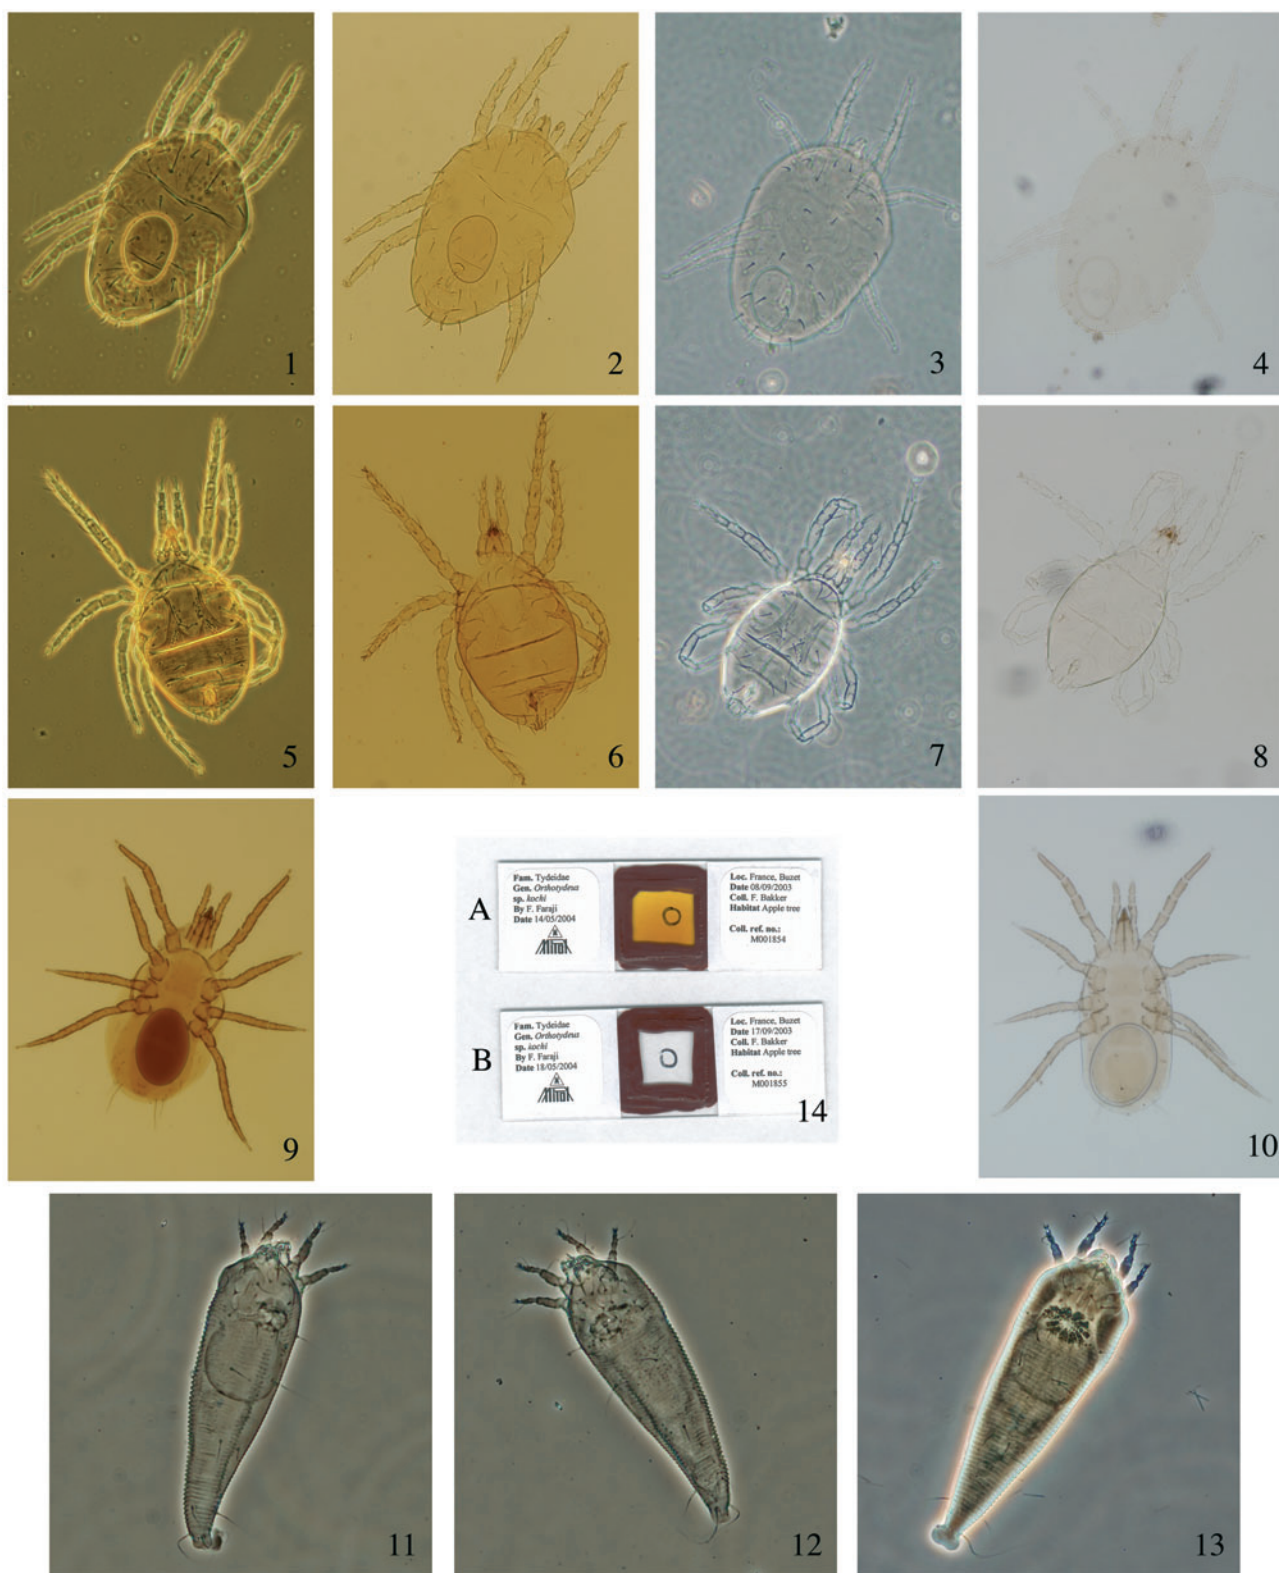 1
2
3
4
5
6
7
8
9
A
Fam. Tydeidae
Gen. Orthotydeus
sp. kochi
By F. Faraji
Date 14/05/2004
MITOX
Loc. France, Buzet
Date 08/09/2003
Coll. F. Bakker
Habitat Apple tree
Coll. ref. no.:
M001854
B
Fam. Tydeidae
Gen. Orthotydeus
sp. kochi
By F. Faraji
Date 18/05/2004
MITOX
Loc. France, Buzet
Date 17/09/2003
Coll. F. Bakker
Habitat Apple tree
Coll. ref. no.:
M001855
14
10
11
12
13